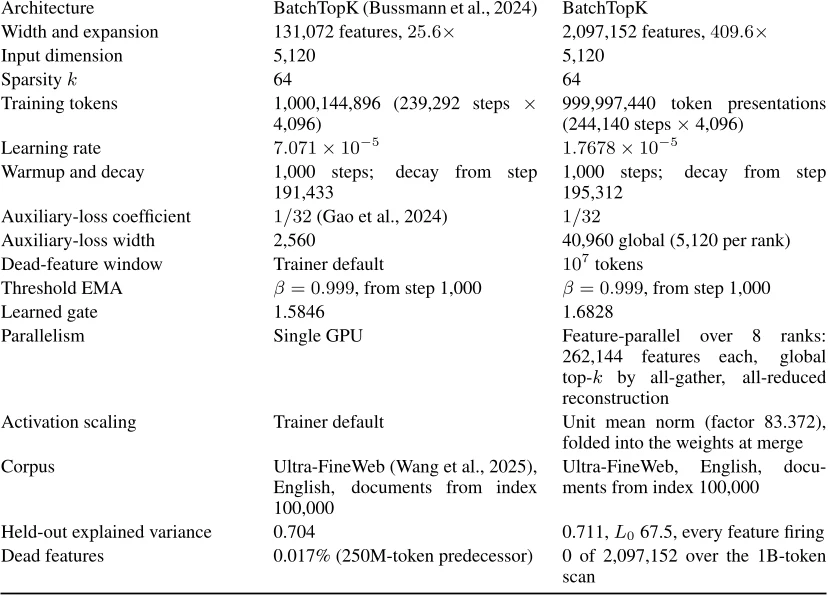 Architecture BatchTopK (Bussmann et al., 2024) BatchTopK
Width and expansion 131,072 features, 25.6× 2,097,152 features, 409.6×
Input dimension 5,120 5,120
Sparsity k 64 64
Training tokens 1,000,144,896 (239,292 steps × 999,997,440 token presentations
4,096) (244,140 steps × 4,096)
Learning rate 7.071 × 10⁻⁵ 1.7678 × 10⁻⁵
Warmup and decay 1,000 steps; decay from step 1,000 steps; decay from step
191,433 195,312
Auxiliary-loss coefficient 1/32 (Gao et al., 2024) 1/32
Auxiliary-loss width 2,560 40,960 global (5,120 per rank)
Dead-feature window Trainer default 10⁷ tokens
Threshold EMA β = 0.999, from step 1,000 β = 0.999, from step 1,000
Learned gate 1.5846 1.6828
Parallelism Single GPU Feature-parallel over 8 ranks:
262,144 features each, global
top-k by all-gather, all-reduced
reconstruction
Activation scaling Trainer default Unit mean norm (factor 83.372),
folded into the weights at merge
Corpus Ultra-FineWeb (Wang et al., 2025), Ultra-FineWeb, English, docu-
English, documents from index ments from index 100,000
100,000
Held-out explained variance 0.704 0.711, L₀ 67.5, every feature firing
Dead features 0.017% (250M-token predecessor) 0 of 2,097,152 over the 1B-token
scan